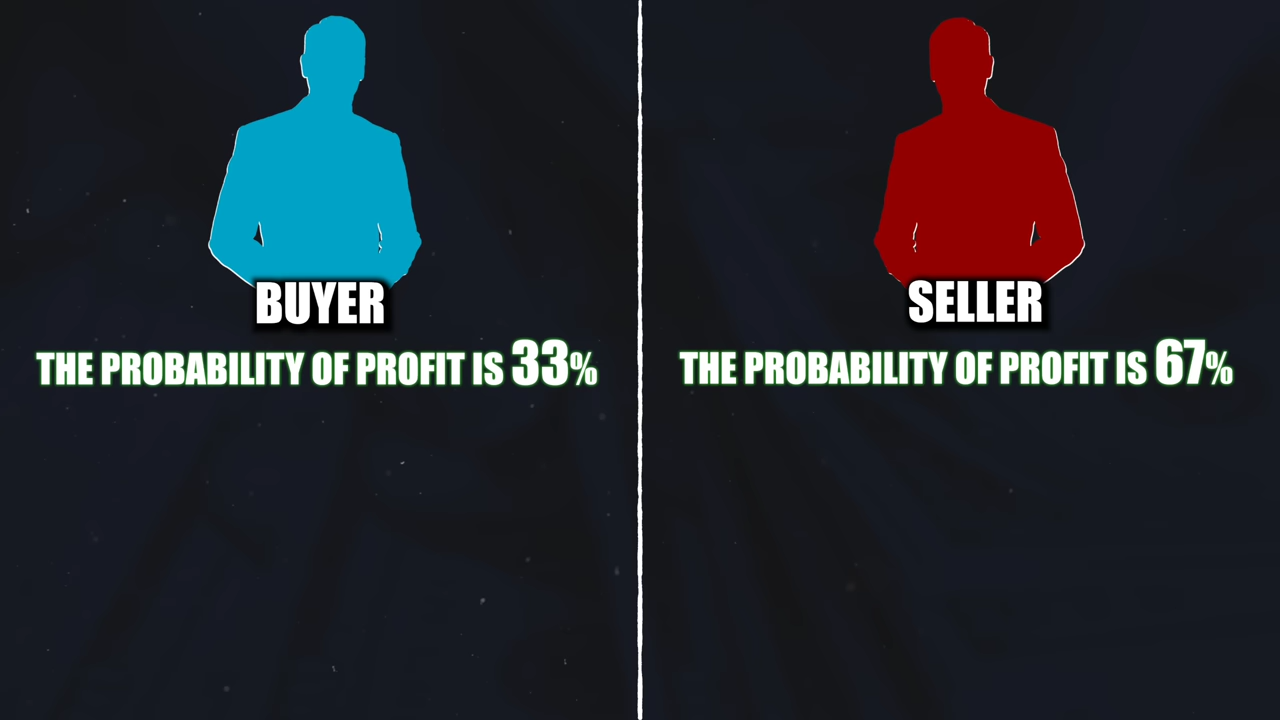 BUYER
THE PROBABILITY OF PROFIT IS 33%
SELLER
THE PROBABILITY OF PROFIT IS 67%